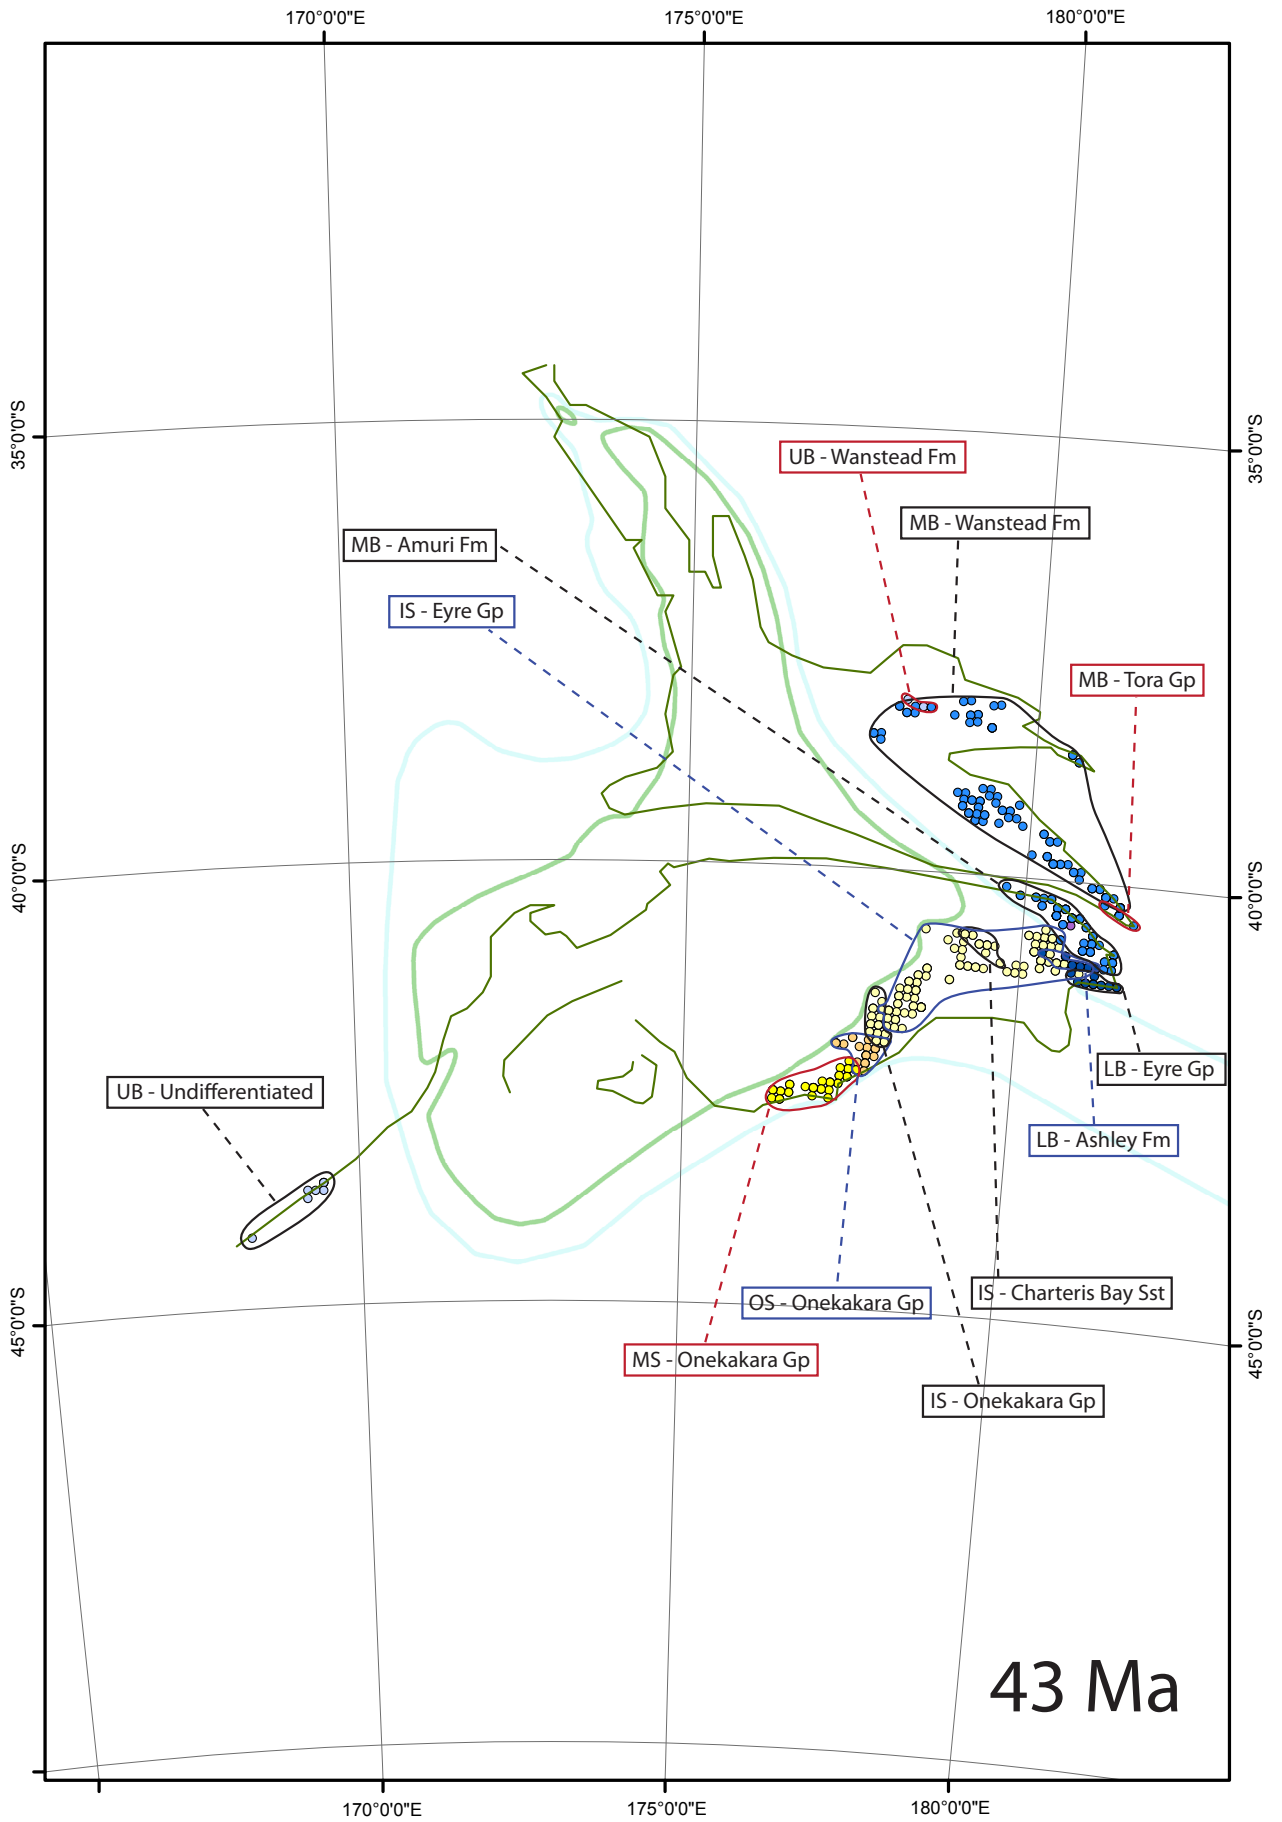 170°0'0"E
175°0'0"E
180°0'0"E
35°0'0"S
35°0'0"S
UB - Wanstead Fm
MB - Wanstead Fm
MB - Amuri Fm
IS - Eyre Gp
MB - Tora Gp
40°0'0"S
40°0'0"S
LB - Eyre Gp
UB - Undifferentiated
LB - Ashley Fm
IS - Charteris Bay Sst
OS - Onekakara Gp
45°0'0"S
45°0'0"S
MS - Onekakara Gp
IS - Onekakara Gp
43 Ma
170°0'0"E
175°0'0"E
180°0'0"E